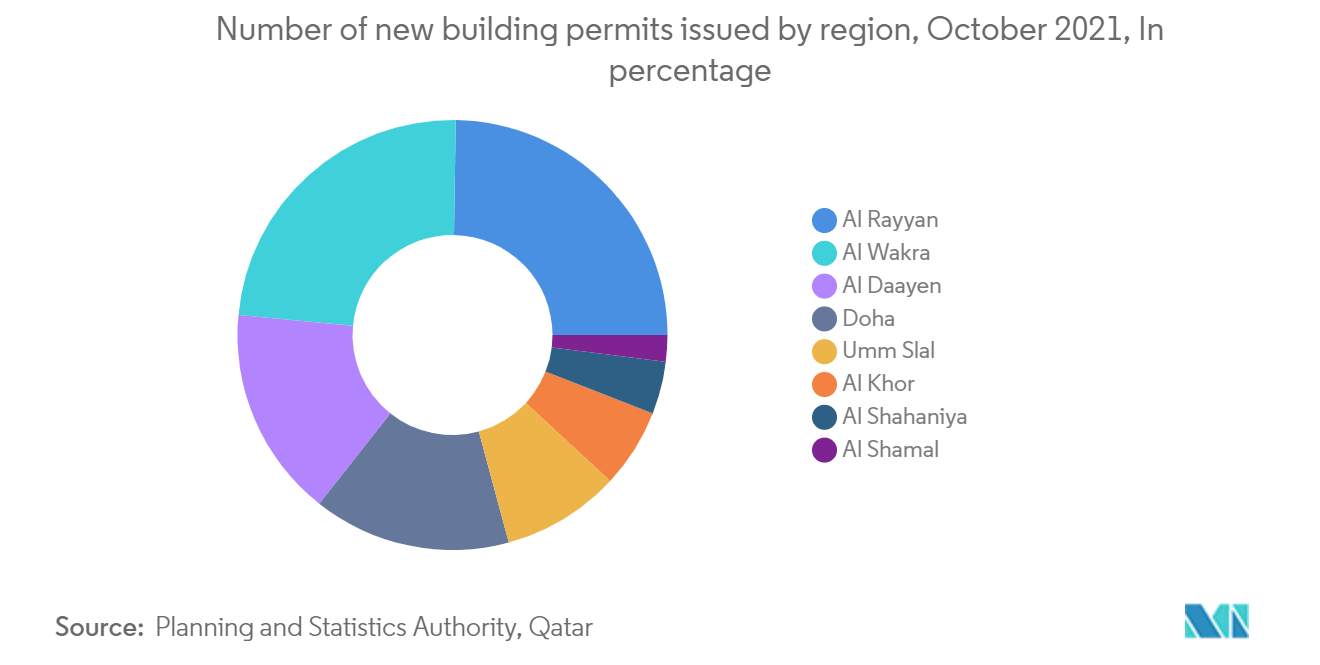 Number of new building permits issued by region, October 2021, In
percentage
Al Rayyan
Al Wakra
Al Daayen
Doha
Umm Slal
Al Khor
Al Shahaniya
Al Shamal
Source: Planning and Statistics Authority, Qatar